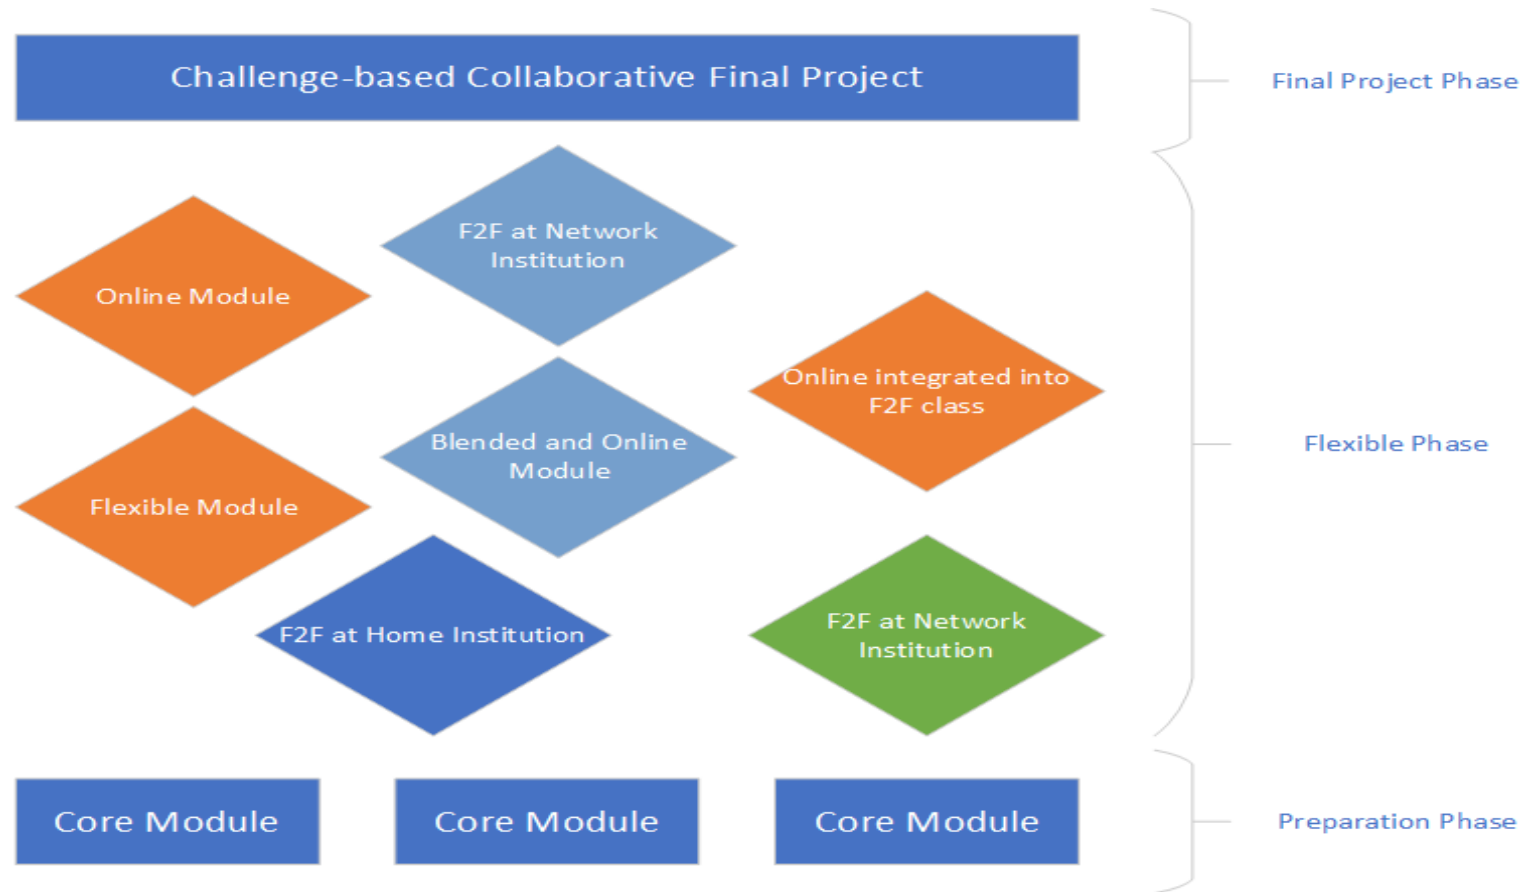 Challenge-based Collaborative Final Project
Final Project Phase
F2F at Network
Institution
Online Module
Online integrated into
F2F class
Blended and Online
Module
Flexible Phase
Flexible Module
F2F at Home Institution
F2F at Network
Institution
Core Module
Core Module
Core Module
Preparation Phase